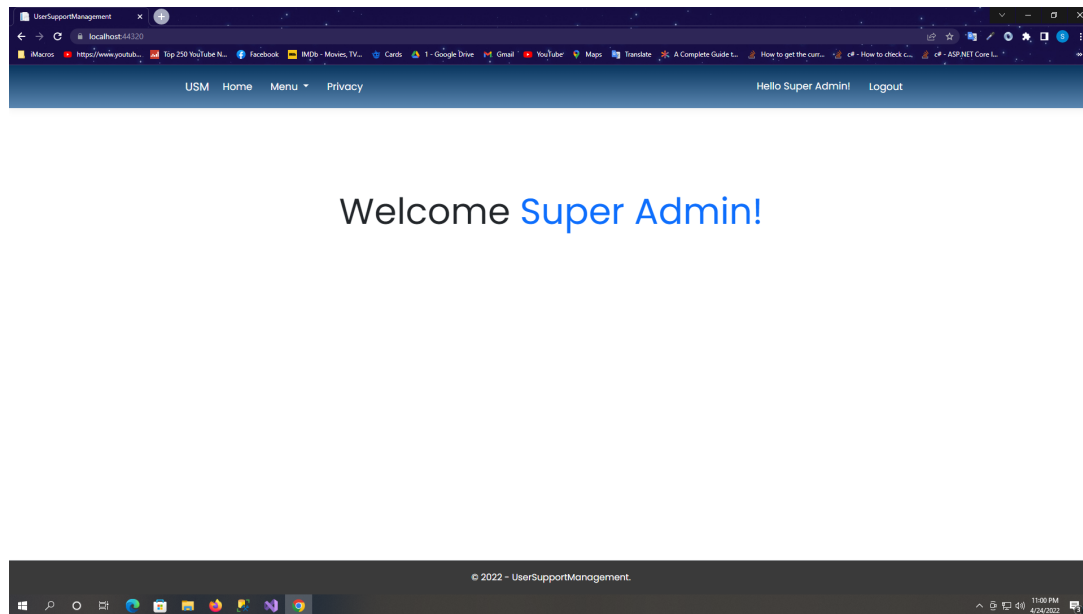 UserSupportManagement
localhost:44320
iMacros https://www.youtub... Top 250 YouTube N... Facebook IMDb - Movies, TV... Cards 1 - Google Drive Gmail YouTube Maps Translate A Complete Guide t... How to get the curr... c# - How to check c... c# - ASP.NET Core I...
USM Home Menu Privacy Hello Super Admin! Logout
Welcome Super Admin!
© 2022 - UserSupportManagement.
11:00 PM
4/24/2022